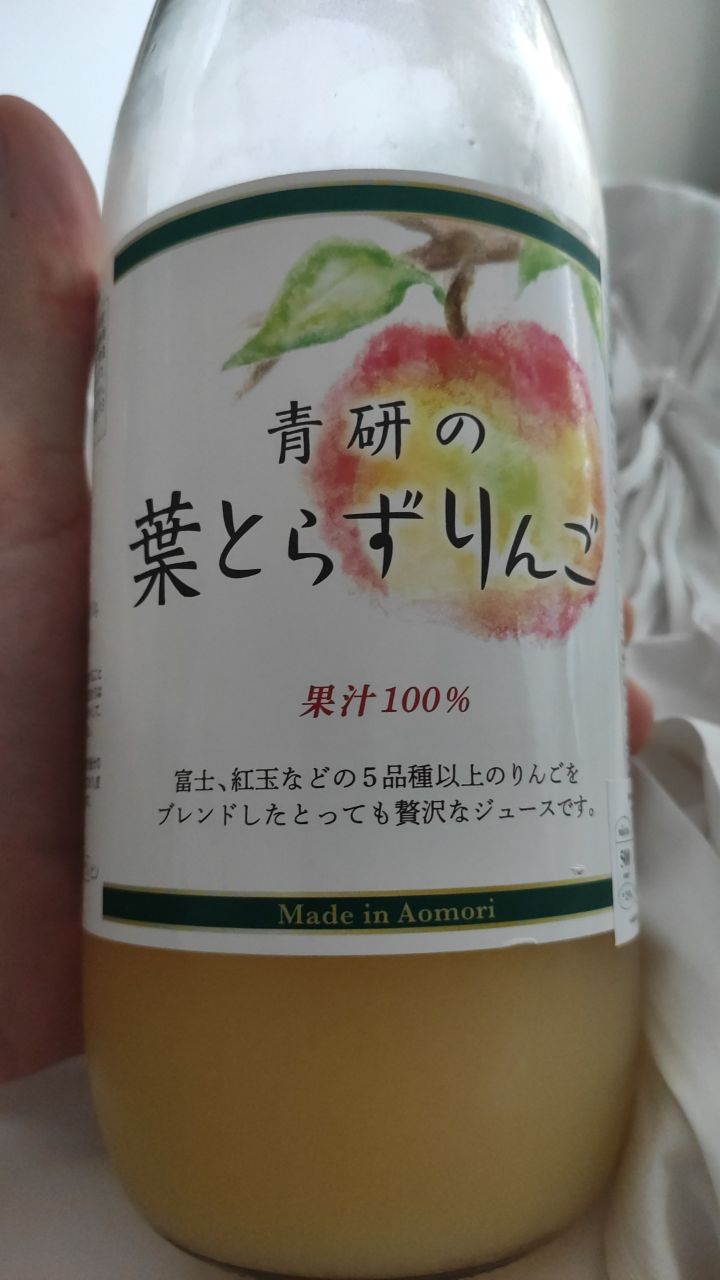 青研の
葉とらずりんご
果汁100%
富士、紅玉などの5品種以上のりんごを
ブレンドしたとっても贅沢なジュースです。
Made in Aomori